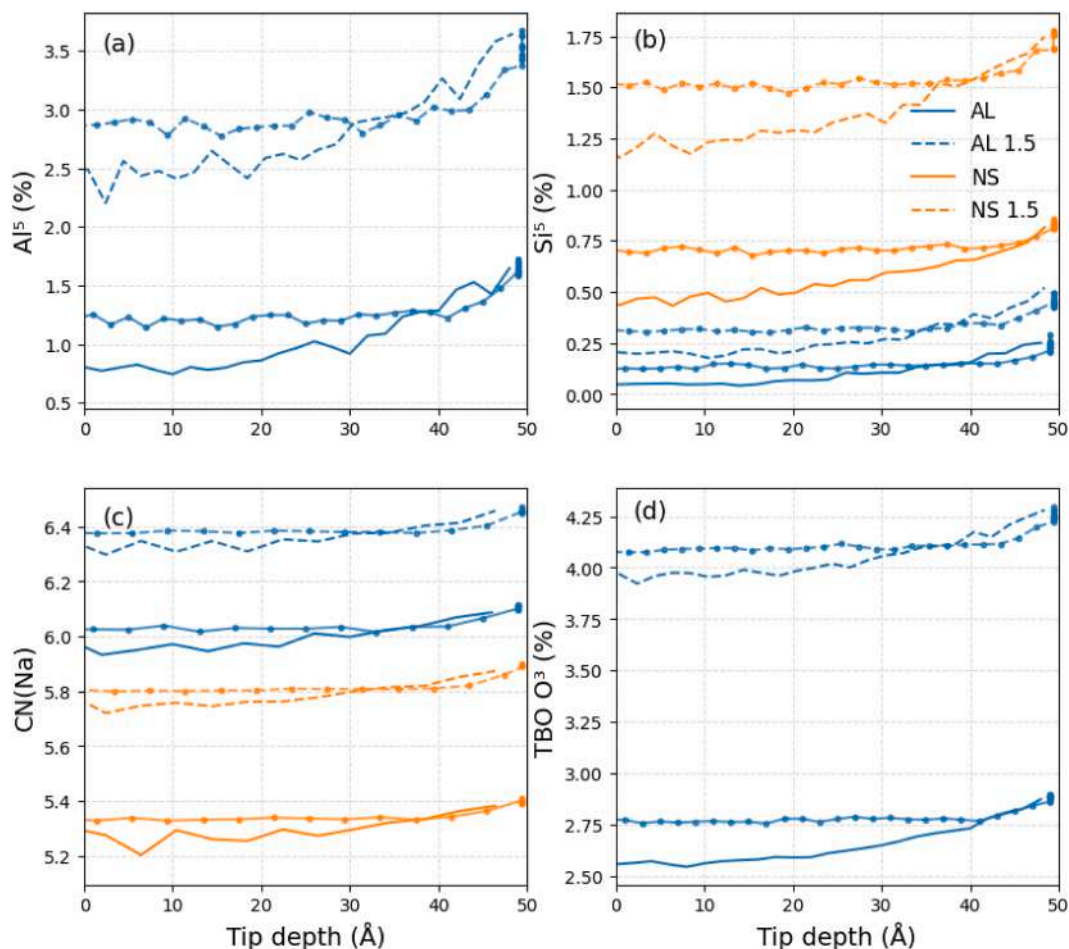 (a)
3.5
3.0
2.5
2.0
1.5
1.0
0.5
Al⁵ (%)
0 10 20 30 40 50
(b)
1.75
1.50
1.25
1.00
0.75
0.50
0.25
0.00
Si⁵ (%)
AL
AL 1.5
NS
NS 1.5
0 10 20 30 40 50
(c)
6.4
6.2
6.0
5.8
5.6
5.4
5.2
CN(Na)
0 10 20 30 40 50
Tip depth (Å)
(d)
4.25
4.00
3.75
3.50
3.25
3.00
2.75
2.50
TBO O³ (%)
0 10 20 30 40 50
Tip depth (Å)